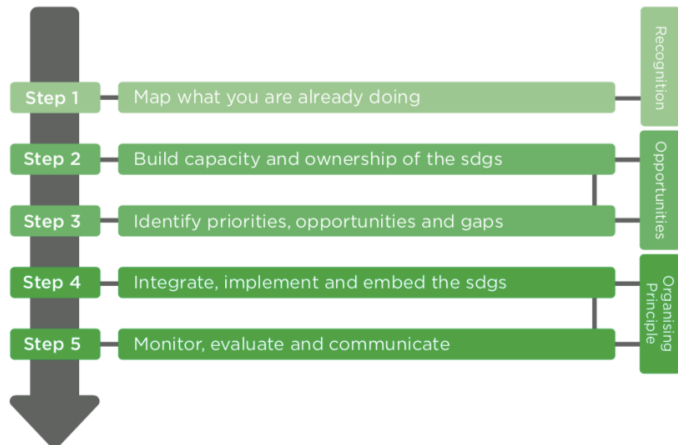 Recognition
Step 1 Map what you are already doing
Step 2 Build capacity and ownership of the sdgs
Opportunities
Step 3 Identify priorities, opportunities and gaps
Step 4 Integrate, implement and embed the sdgs
Organising
Principle
Step 5 Monitor, evaluate and communicate